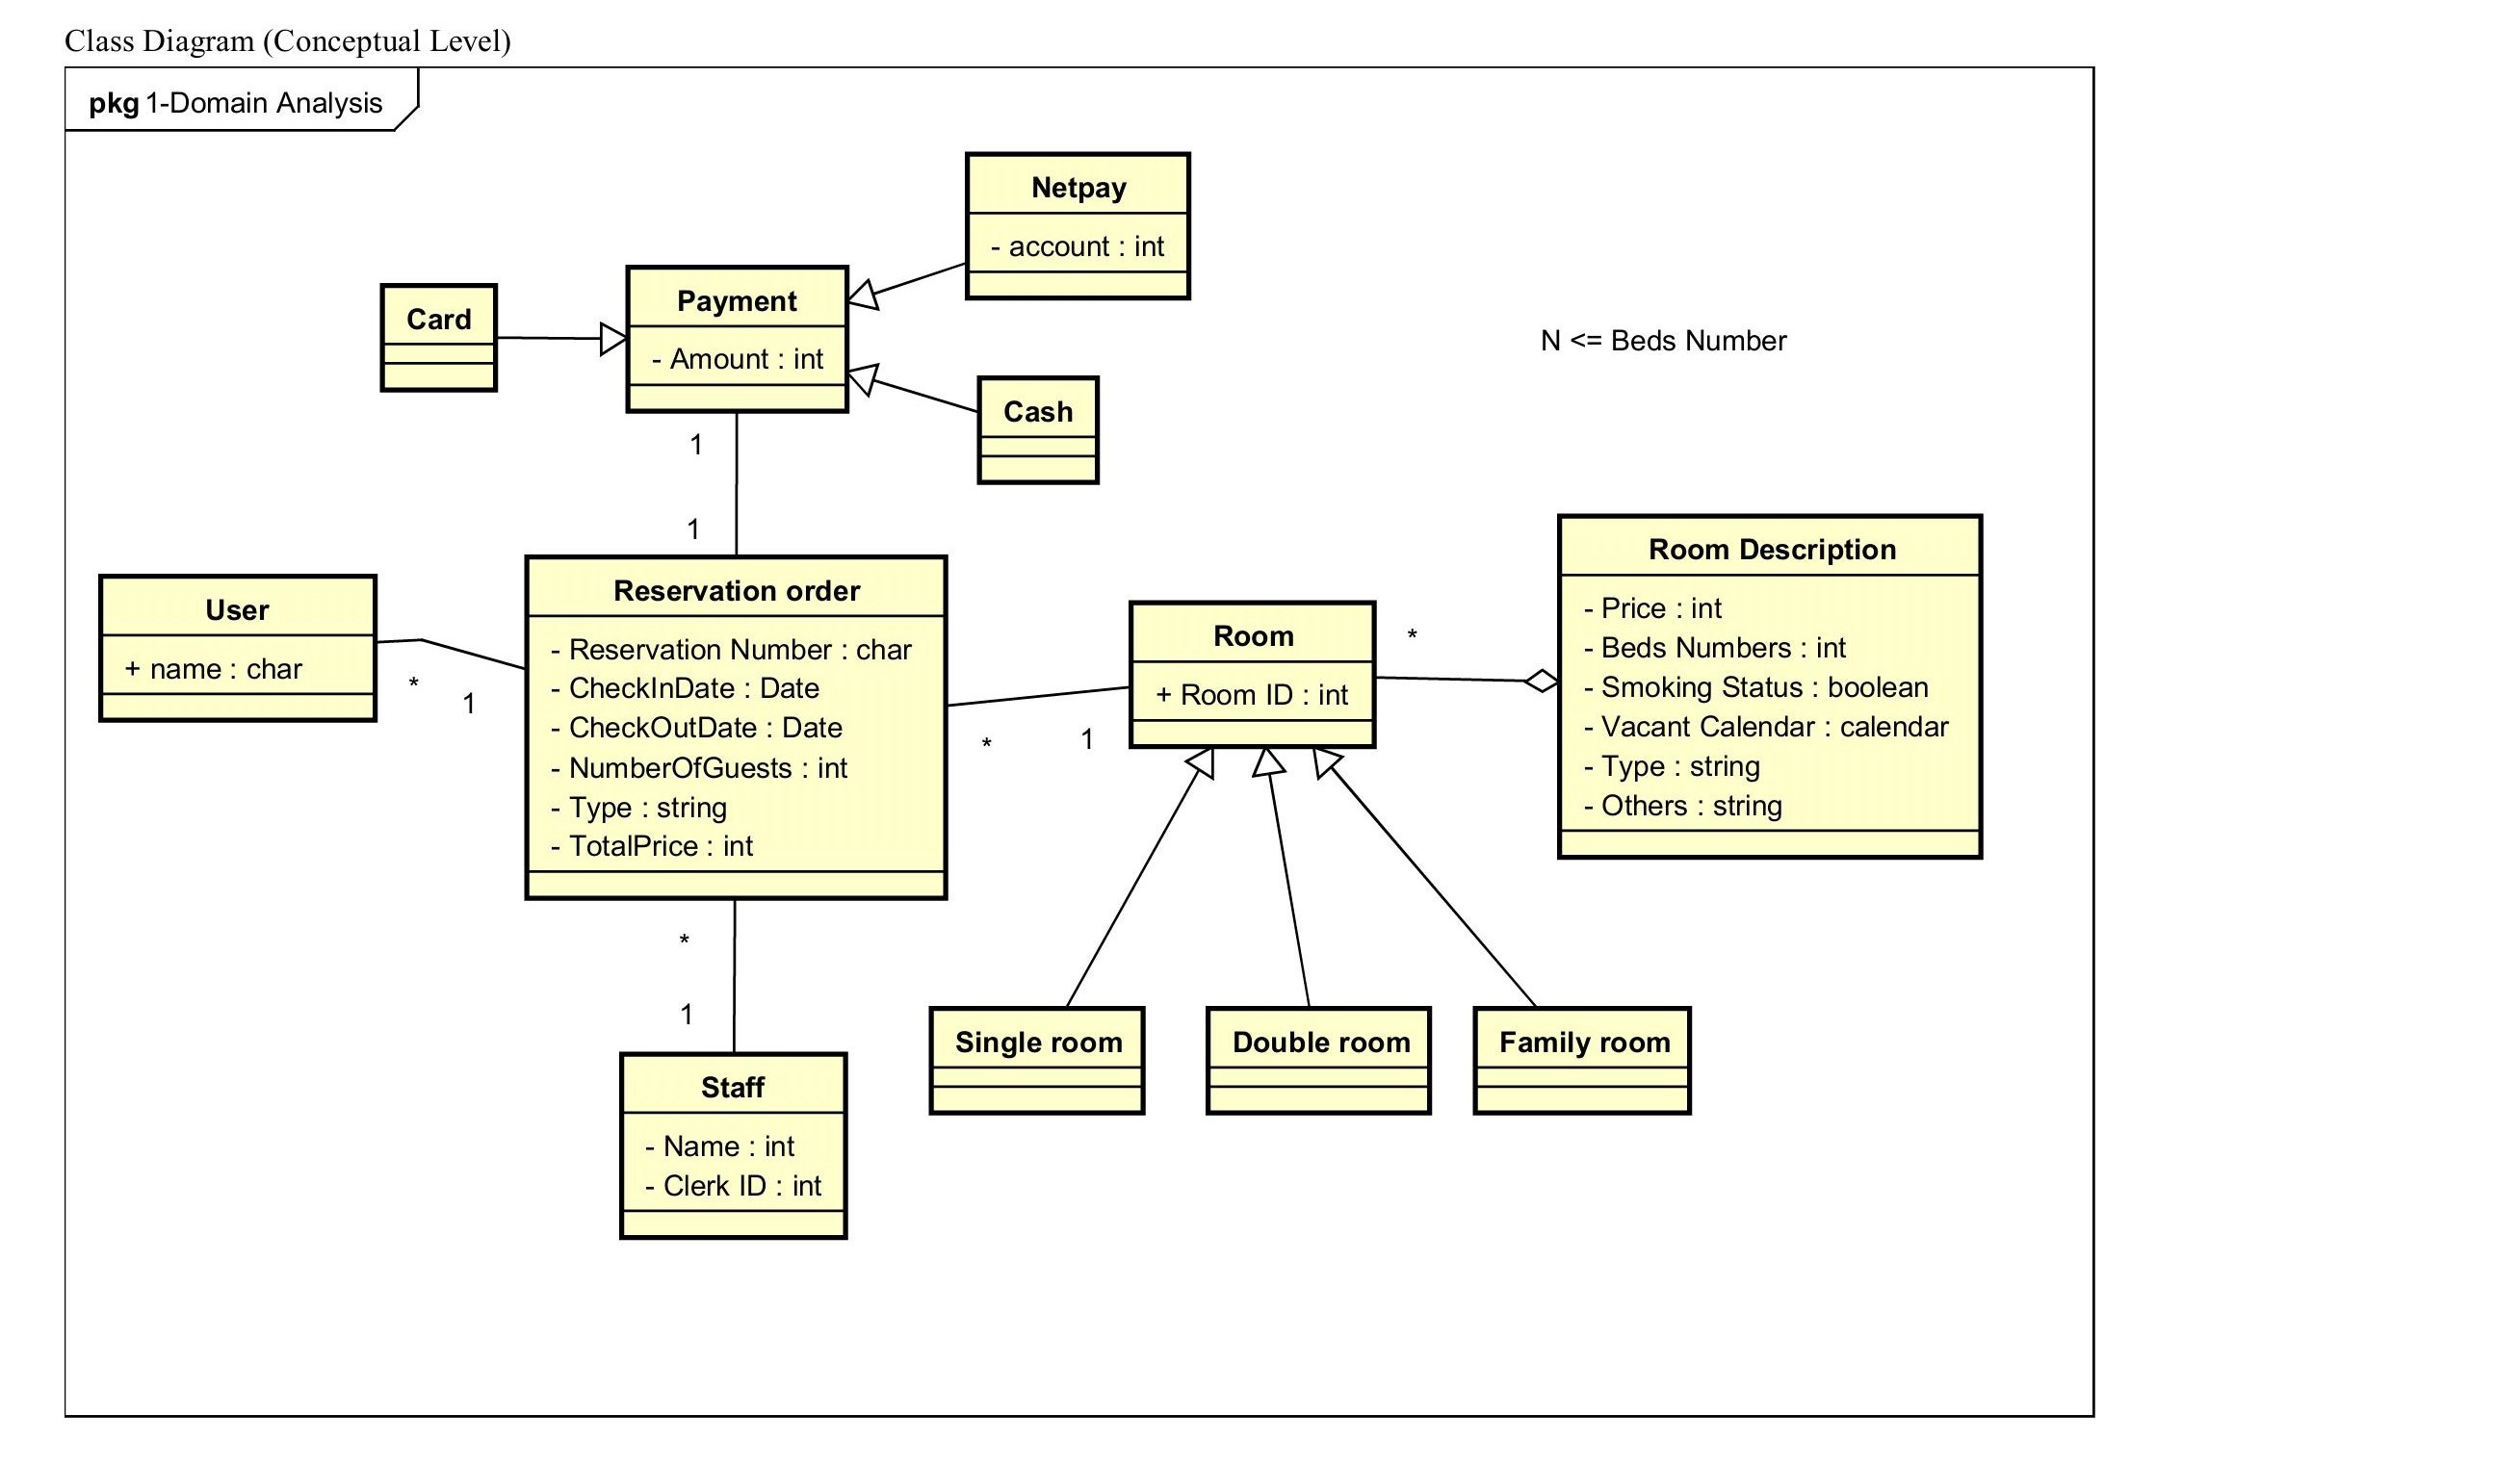 Class Diagram (Conceptual Level)
pkg 1-Domain Analysis
Netpay
- account : int
Card
Payment
- Amount : int
N <= Beds Number
Cash
1
1
User
+ name : char
*
1
Reservation order
- Reservation Number : char
- CheckInDate : Date
- CheckOutDate : Date
- NumberOfGuests : int
- Type : string
- TotalPrice : int
*
1
Room
+ Room ID : int
*
Room Description
- Price : int
- Beds Numbers : int
- Smoking Status : boolean
- Vacant Calendar : calendar
- Type : string
- Others : string
*
1
Staff
- Name : int
- Clerk ID : int
Single room
Double room
Family room